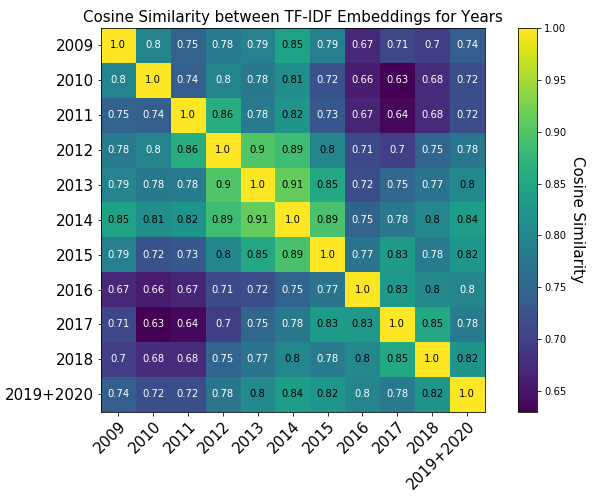 Cosine Similarity between TF-IDF Embeddings for Years
2009 1.0 0.8 0.75 0.78 0.79 0.85 0.79 0.67 0.71 0.7 0.74
2010 0.8 1.0 0.74 0.8 0.78 0.81 0.72 0.66 0.63 0.68 0.72
2011 0.75 0.74 1.0 0.86 0.78 0.82 0.73 0.67 0.64 0.68 0.72
2012 0.78 0.8 0.86 1.0 0.9 0.89 0.8 0.71 0.7 0.75 0.78
2013 0.79 0.78 0.78 0.9 1.0 0.91 0.85 0.72 0.75 0.77 0.8
2014 0.85 0.81 0.82 0.89 0.91 1.0 0.89 0.75 0.78 0.8 0.84
2015 0.79 0.72 0.73 0.8 0.85 0.89 1.0 0.77 0.83 0.78 0.82
2016 0.67 0.66 0.67 0.71 0.72 0.75 0.77 1.0 0.83 0.8 0.8
2017 0.71 0.63 0.64 0.7 0.75 0.78 0.83 0.83 1.0 0.85 0.78
2018 0.7 0.68 0.68 0.75 0.77 0.8 0.78 0.8 0.85 1.0 0.82
2019+2020 0.74 0.72 0.72 0.78 0.8 0.84 0.82 0.8 0.78 0.82 1.0
2009 2010 2011 2012 2013 2014 2015 2016 2017 2018 2019+2020
1.00
0.95
0.90
0.85
0.80
0.75
0.70
0.65
Cosine Similarity